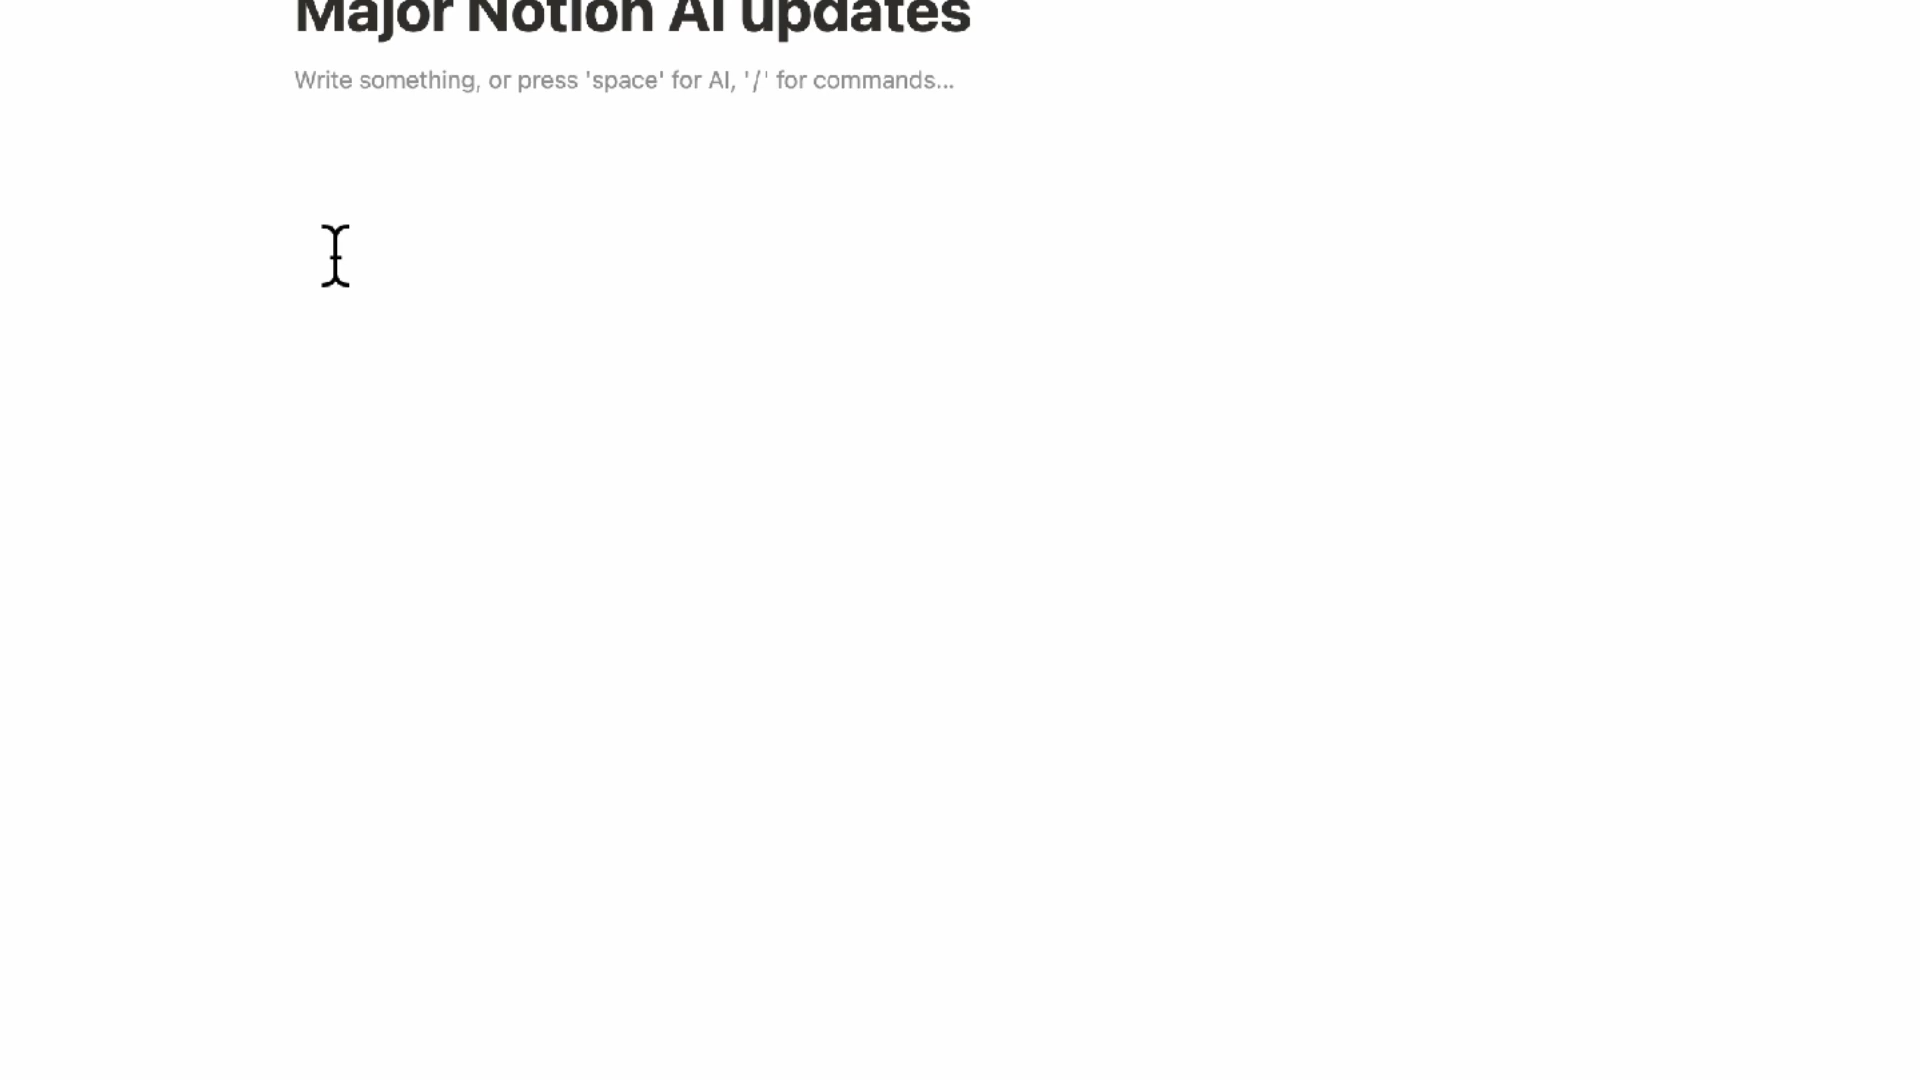 Major Notion AI updates
Write something, or press 'space' for AI, '/' for commands...